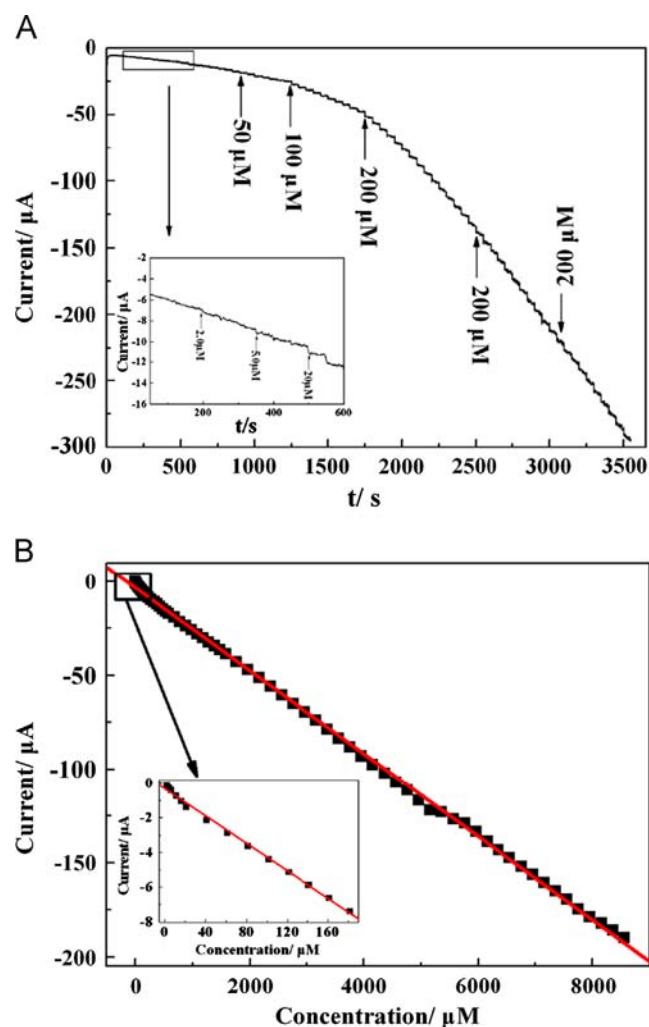 A
0
-50
-100
-150
-200
-250
-300
Current/ μA
50 μM
100 μM
200 μM
200 μM
200 μM
-2
-4
-6
-8
-10
-12
-14
-16
Current/ μA
2.0μM
5.0μM
20μM
200 400 600
t/s
0 500 1000 1500 2000 2500 3000 3500
t/ s
B
0
-50
-100
-150
-200
Current/ μA
0
-2
-4
-6
-8
Current/ μA
0 40 80 120 160
Concentration/ μM
0 2000 4000 6000 8000
Concentration/ μM